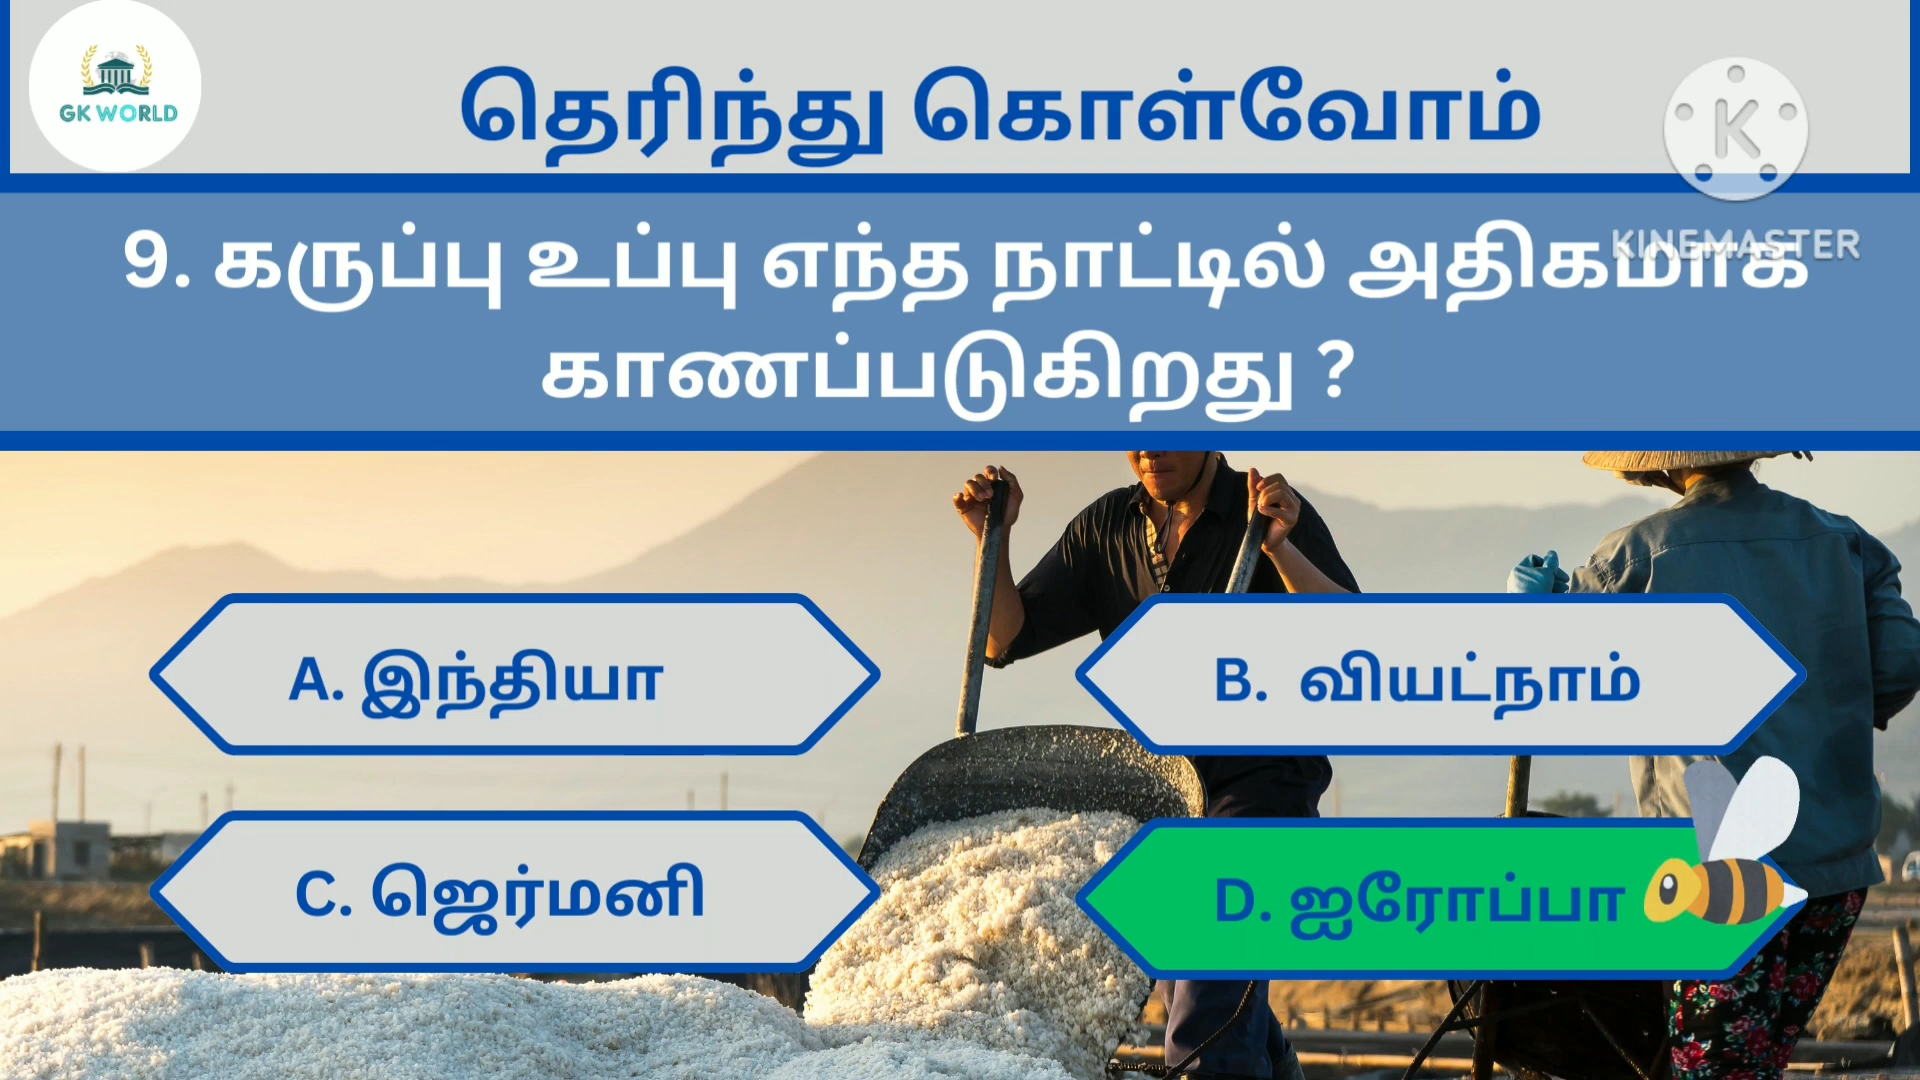 GK WORLD
தெரிந்து கொள்வோம்
K
KINEMASTER
9. கருப்பு உப்பு எந்த நாட்டில் அதிகமாக
காணப்படுகிறது ?
A. இந்தியா
B. வியட்நாம்
C. ஜெர்மனி
D. ஐரோப்பா